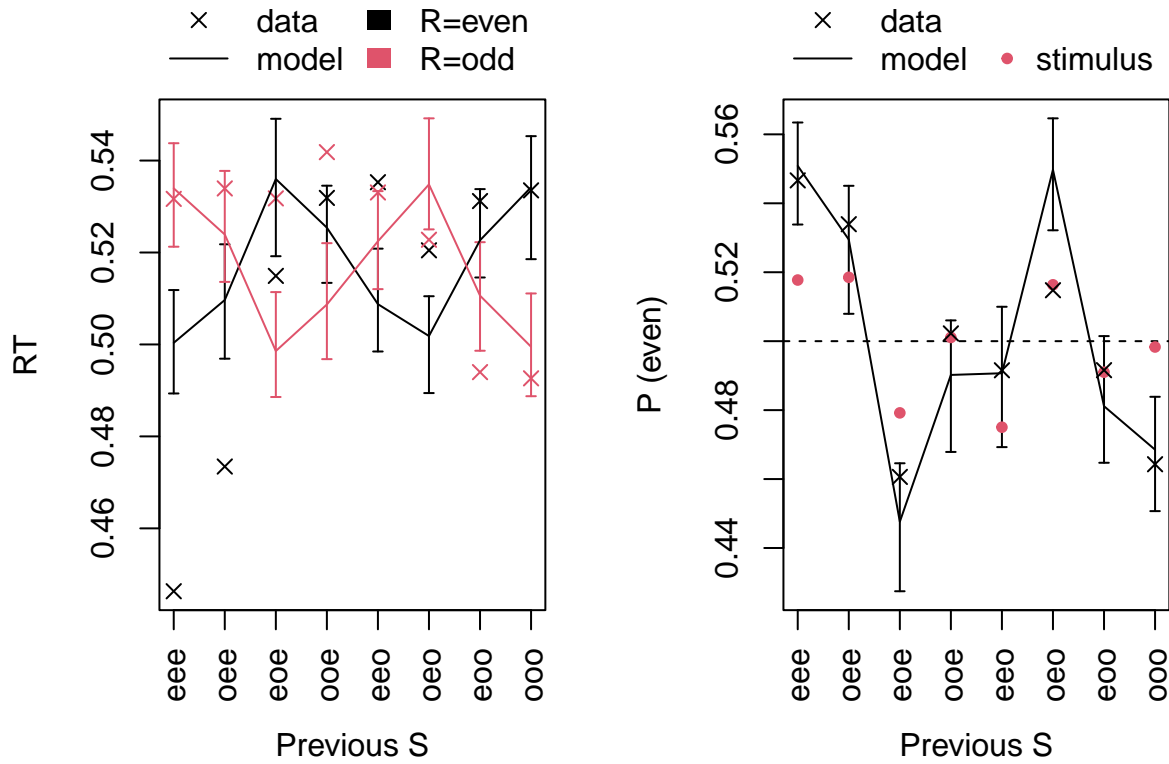 data
R=even
model
R=odd
RT
0.54
0.52
0.50
0.48
0.46
eee
oee
eoe
ooe
eeo
oeo
eoo
ooo
Previous S
data
model
stimulus
P (even)
0.56
0.52
0.48
0.44
eee
oee
eoe
ooe
eeo
oeo
eoo
ooo
Previous S